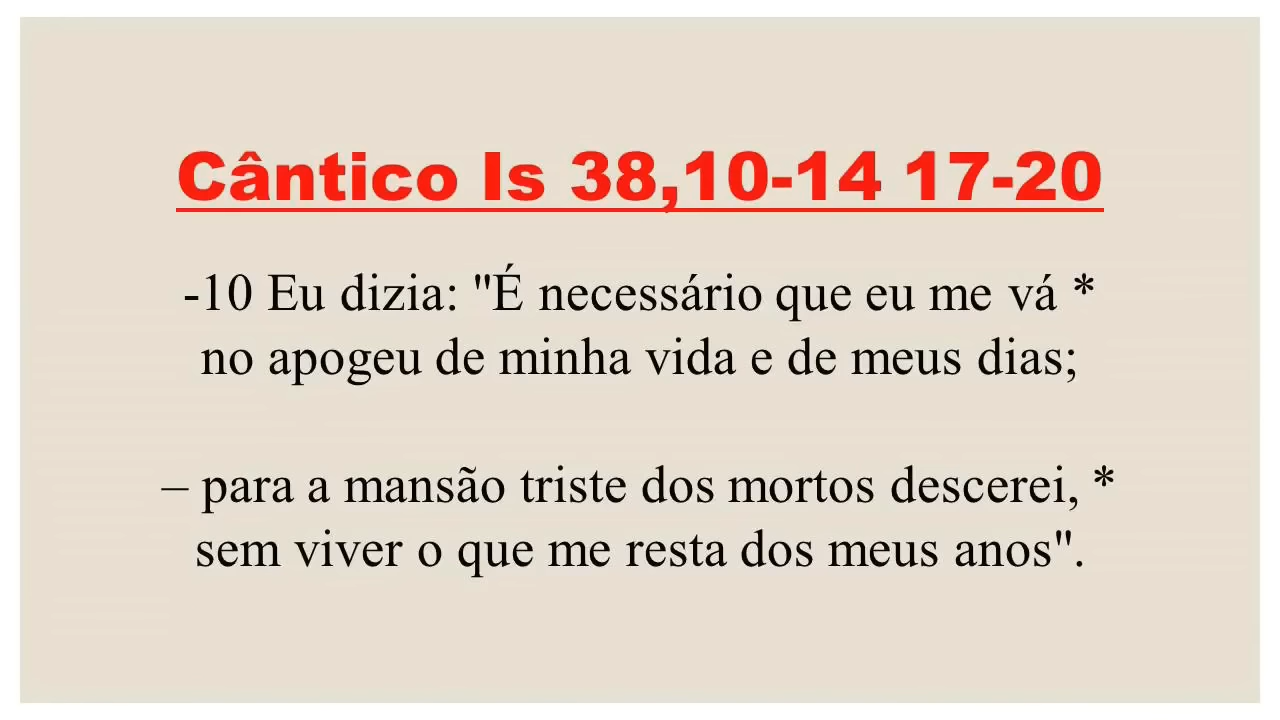 Cântico Is 38,10-14 17-20
-10 Eu dizia: "É necessário que eu me vá *
no apogeu de minha vida e de meus dias;
– para a mansão triste dos mortos descerei, *
sem viver o que me resta dos meus anos".